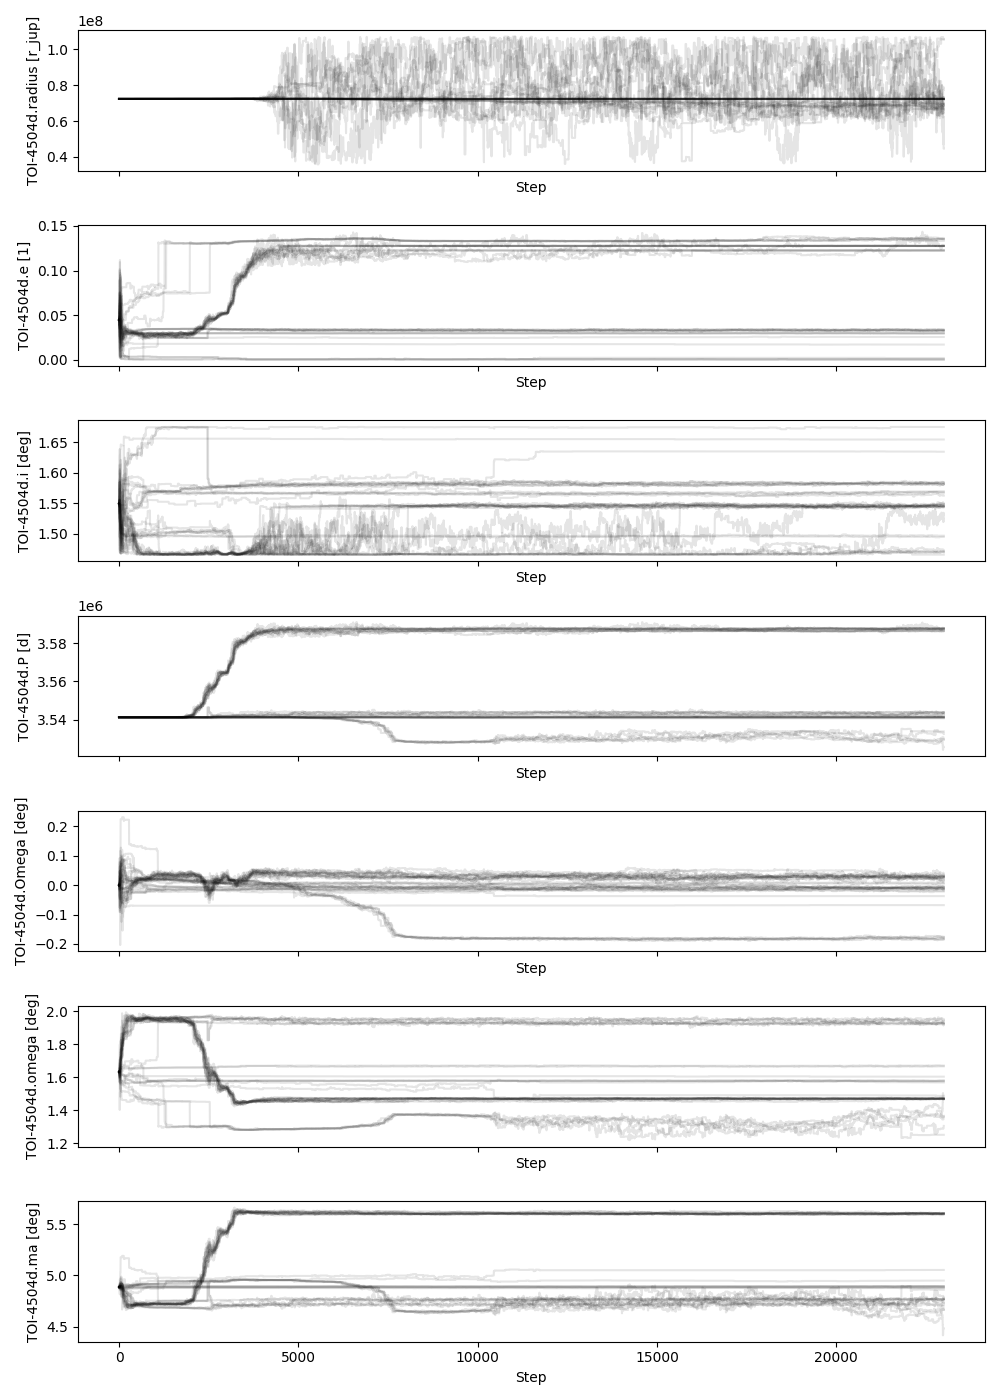 1e8
TOI-4504d.radius [r_jup]
1.0
0.8
0.6
0.4
Step
TOI-4504d.e [1]
0.15
0.10
0.05
0.00
Step
TOI-4504d.i [deg]
1.65
1.60
1.55
1.50
Step
1e6
TOI-4504d.P [d]
3.58
3.56
3.54
Step
TOI-4504d.Omega [deg]
0.2
0.1
0.0
−0.1
−0.2
Step
TOI-4504d.omega [deg]
2.0
1.8
1.6
1.4
1.2
Step
TOI-4504d.ma [deg]
5.5
5.0
4.5
0 5000 10000 15000 20000
Step